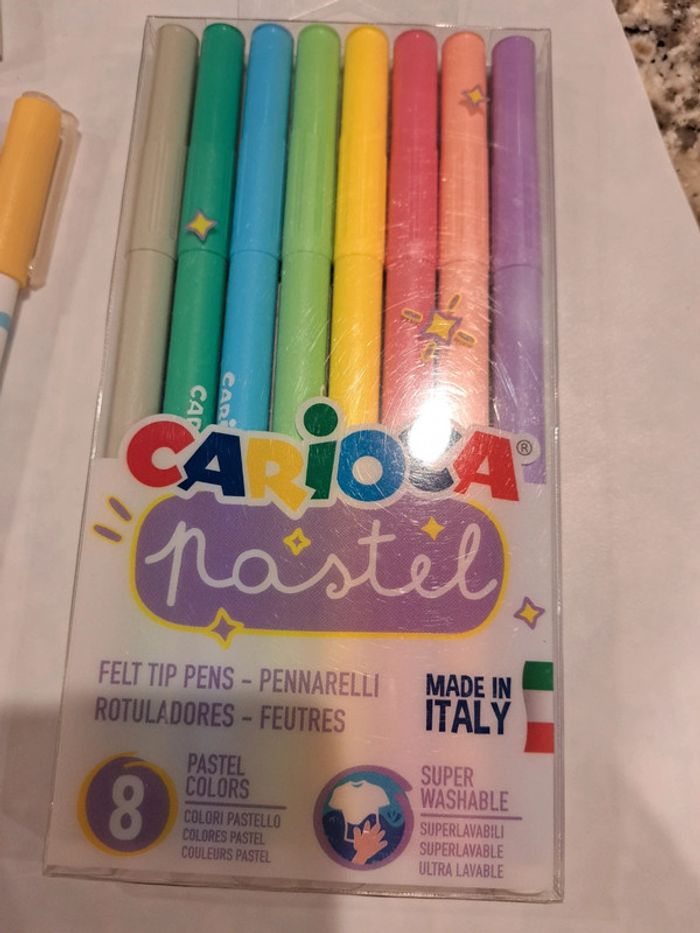 CARIOCA®
pastel
FELT TIP PENS – PENNARELLI
ROTULADORES – FEUTRES
MADE IN
ITALY
8
PASTEL
COLORS
COLORI PASTELLO
COLORES PASTEL
COULEURS PASTEL
SUPER
WASHABLE
SUPERLAVABILI
SUPERLAVABLE
ULTRA LAVABLE